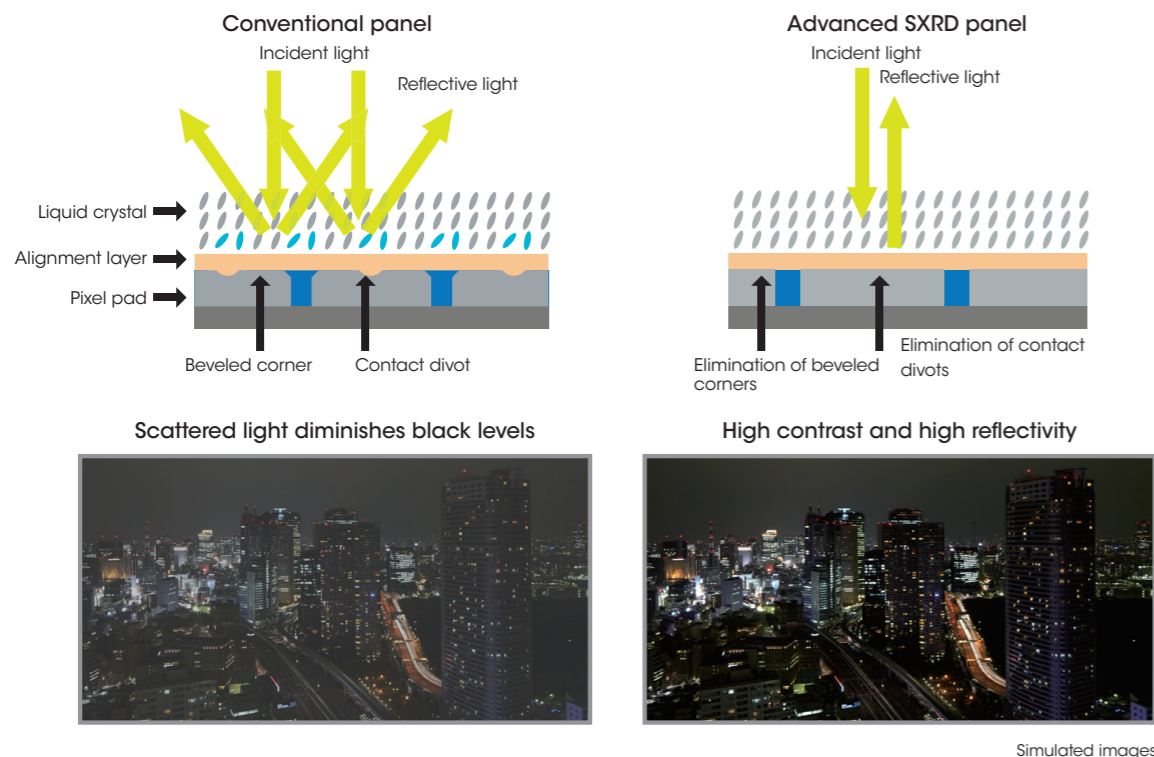 Conventional panel
Incident light
Reflective light
Liquid crystal
Alignment layer
Pixel pad
Beveled corner
Contact divot
Advanced SXRD panel
Incident light
Reflective light
Elimination of beveled
corners
Elimination of contact
divots
Scattered light diminishes black levels
High contrast and high reflectivity
Simulated images